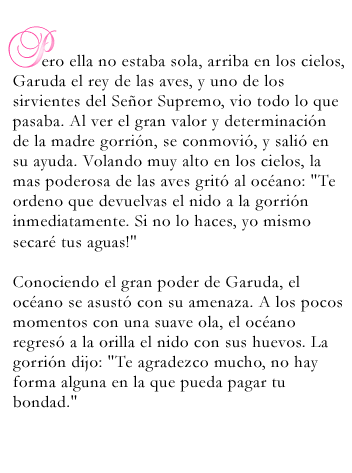 Pero ella no estaba sola, arriba en los cielos,
Garuda el rey de las aves, y uno de los
sirvientes del Señor Supremo, vio todo lo que
pasaba. Al ver el gran valor y determinación
de la madre gorrión, se conmovió, y salió en
su ayuda. Volando muy alto en los cielos, la
mas poderosa de las aves gritó al océano: "Te
ordeno que devuelvas el nido a la gorrión
inmediatamente. Si no lo haces, yo mismo
secaré tus aguas!"

Conociendo el gran poder de Garuda, el
océano se asustó con su amenaza. A los pocos
momentos con una suave ola, el océano
regresó a la orilla el nido con sus huevos. La
gorrión dijo: "Te agradezco mucho, no hay
forma alguna en la que pueda pagar tu
bondad."